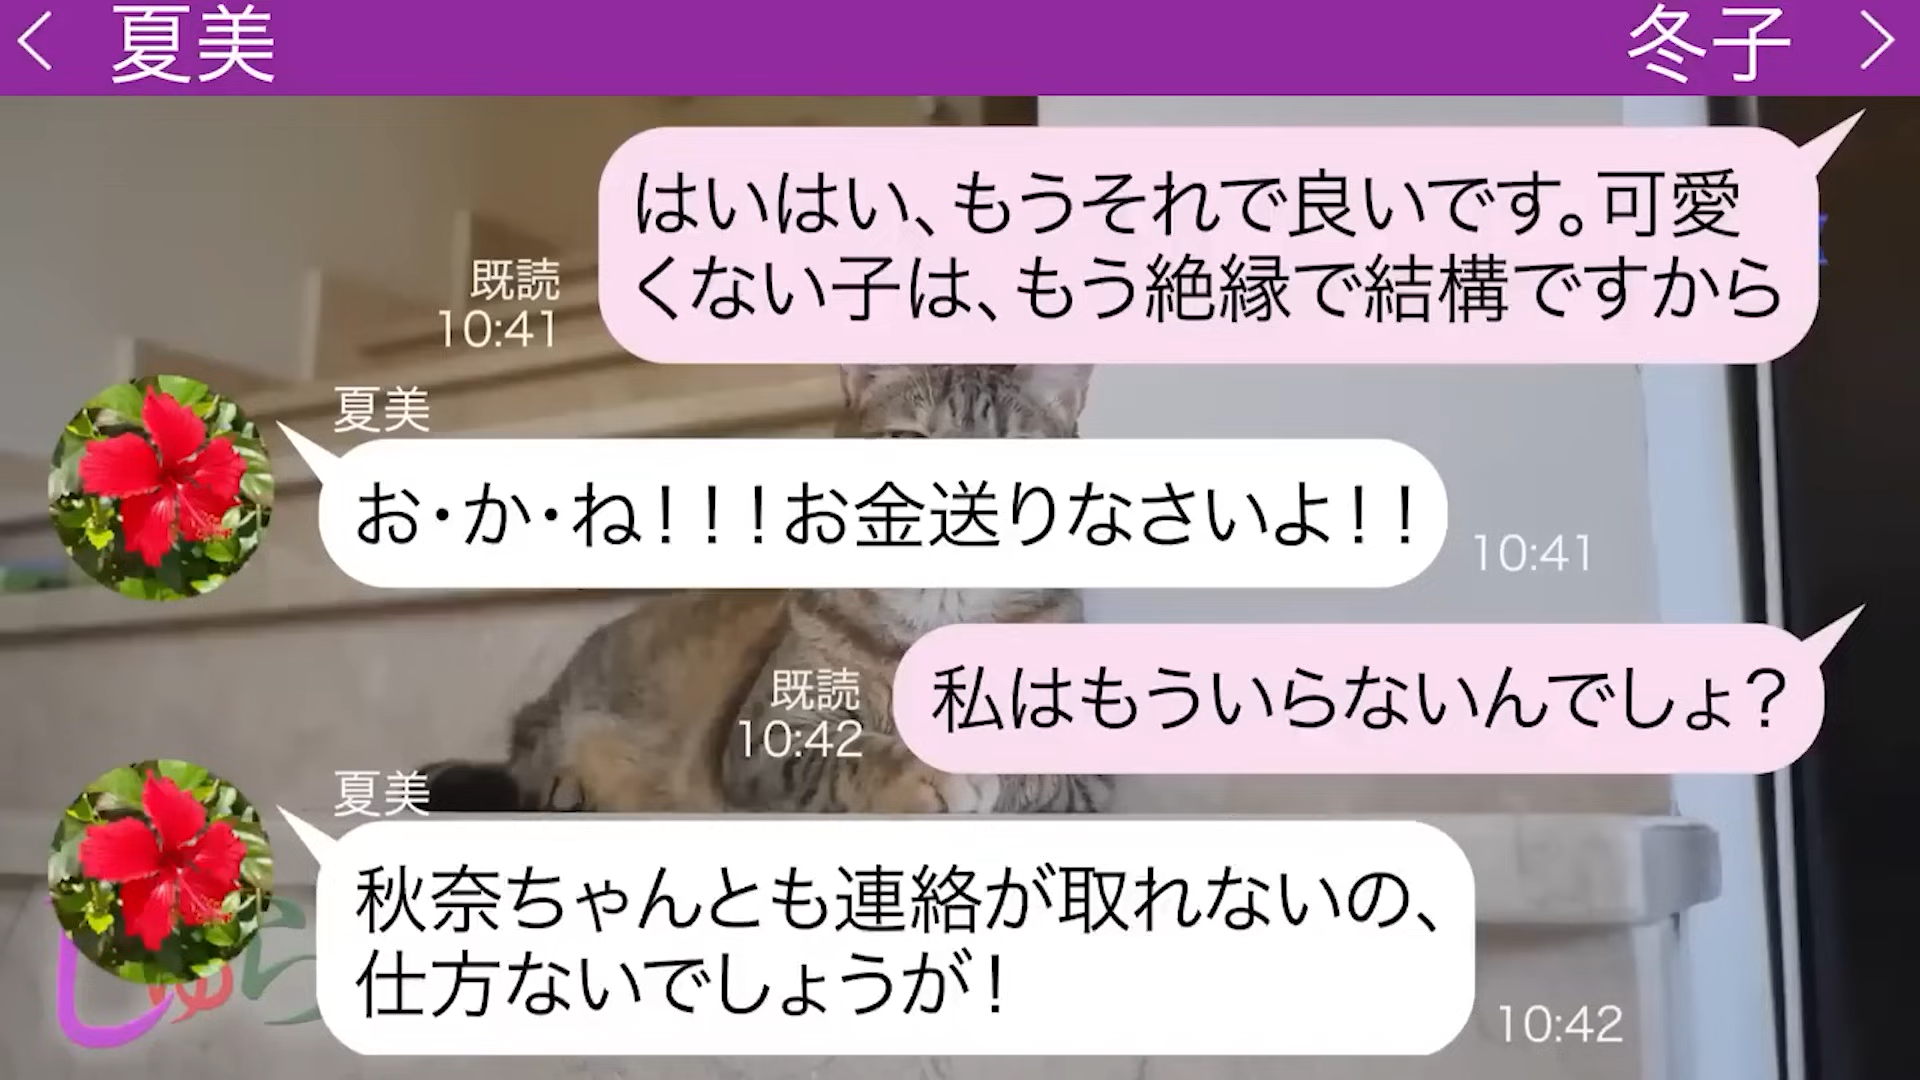 夏美
冬子
はいはい、もうそれで良いです。可愛
くない子は、もう絶縁で結構ですから
既読
10:41
夏美
お・か・ね!!!お金送りなさいよ!!
10:41
私はもういらないんでしょ?
既読
10:42
夏美
秋奈ちゃんとも連絡が取れないの、
仕方ないでしょうが!
10:42
しゅら